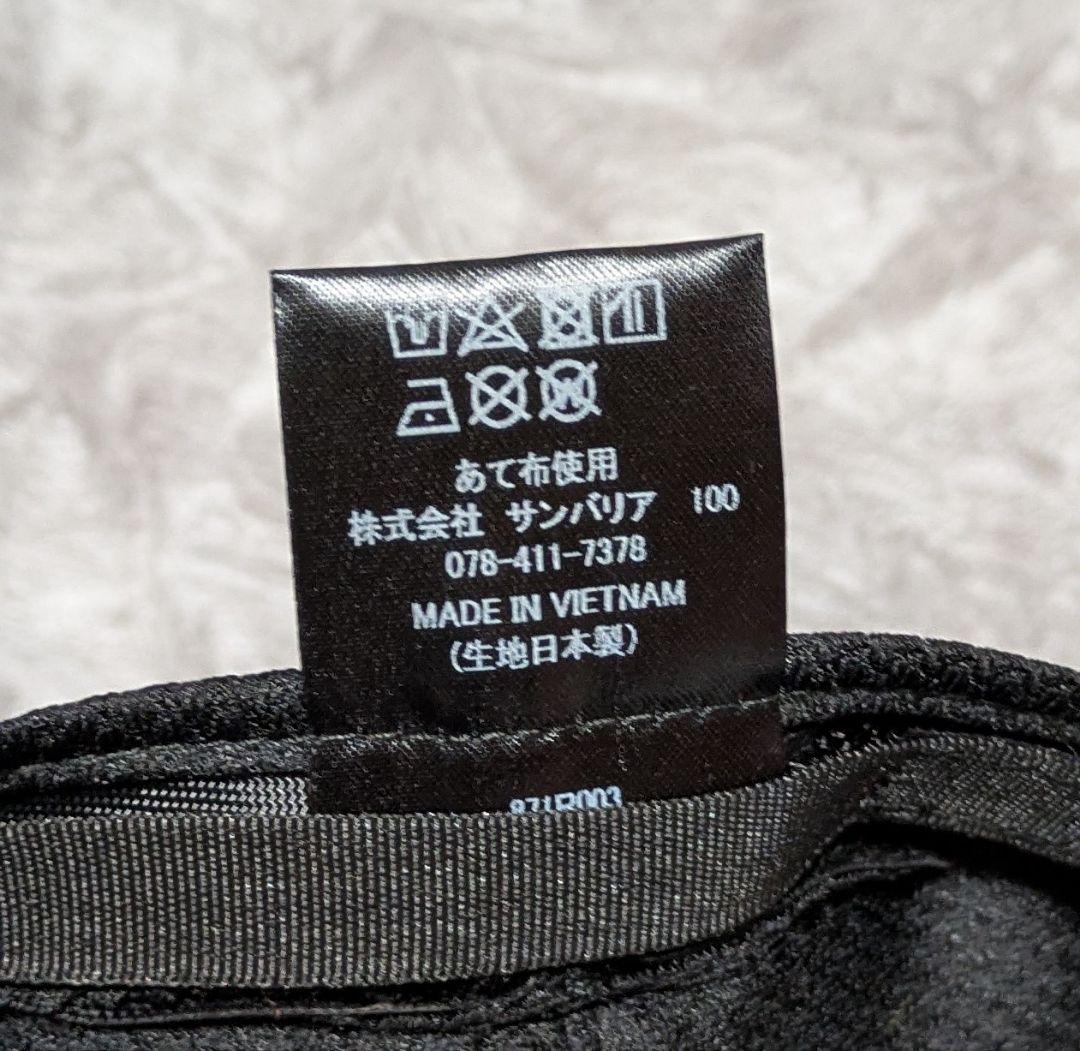 あて布使用
株式会社 サンバリア 100
078-411-7378
MADE IN VIETNAM
(生地日本製)